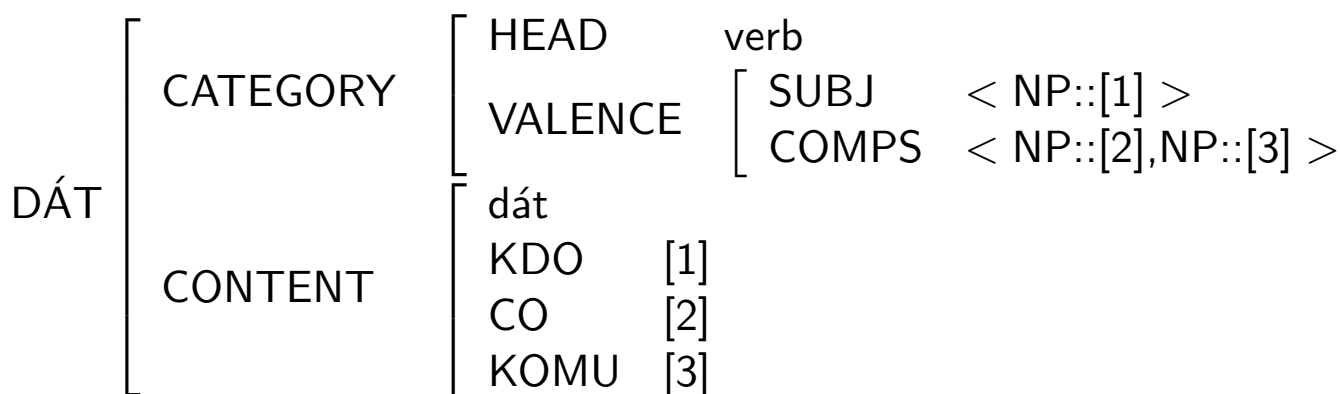 HEAD verb
CATEGORY
VALENCE
SUBJ < NP::[1] >
COMPS < NP::[2],NP::[3] >
DÁT
CONTENT
dát
KDO [1]
CO [2]
KOMU [3]